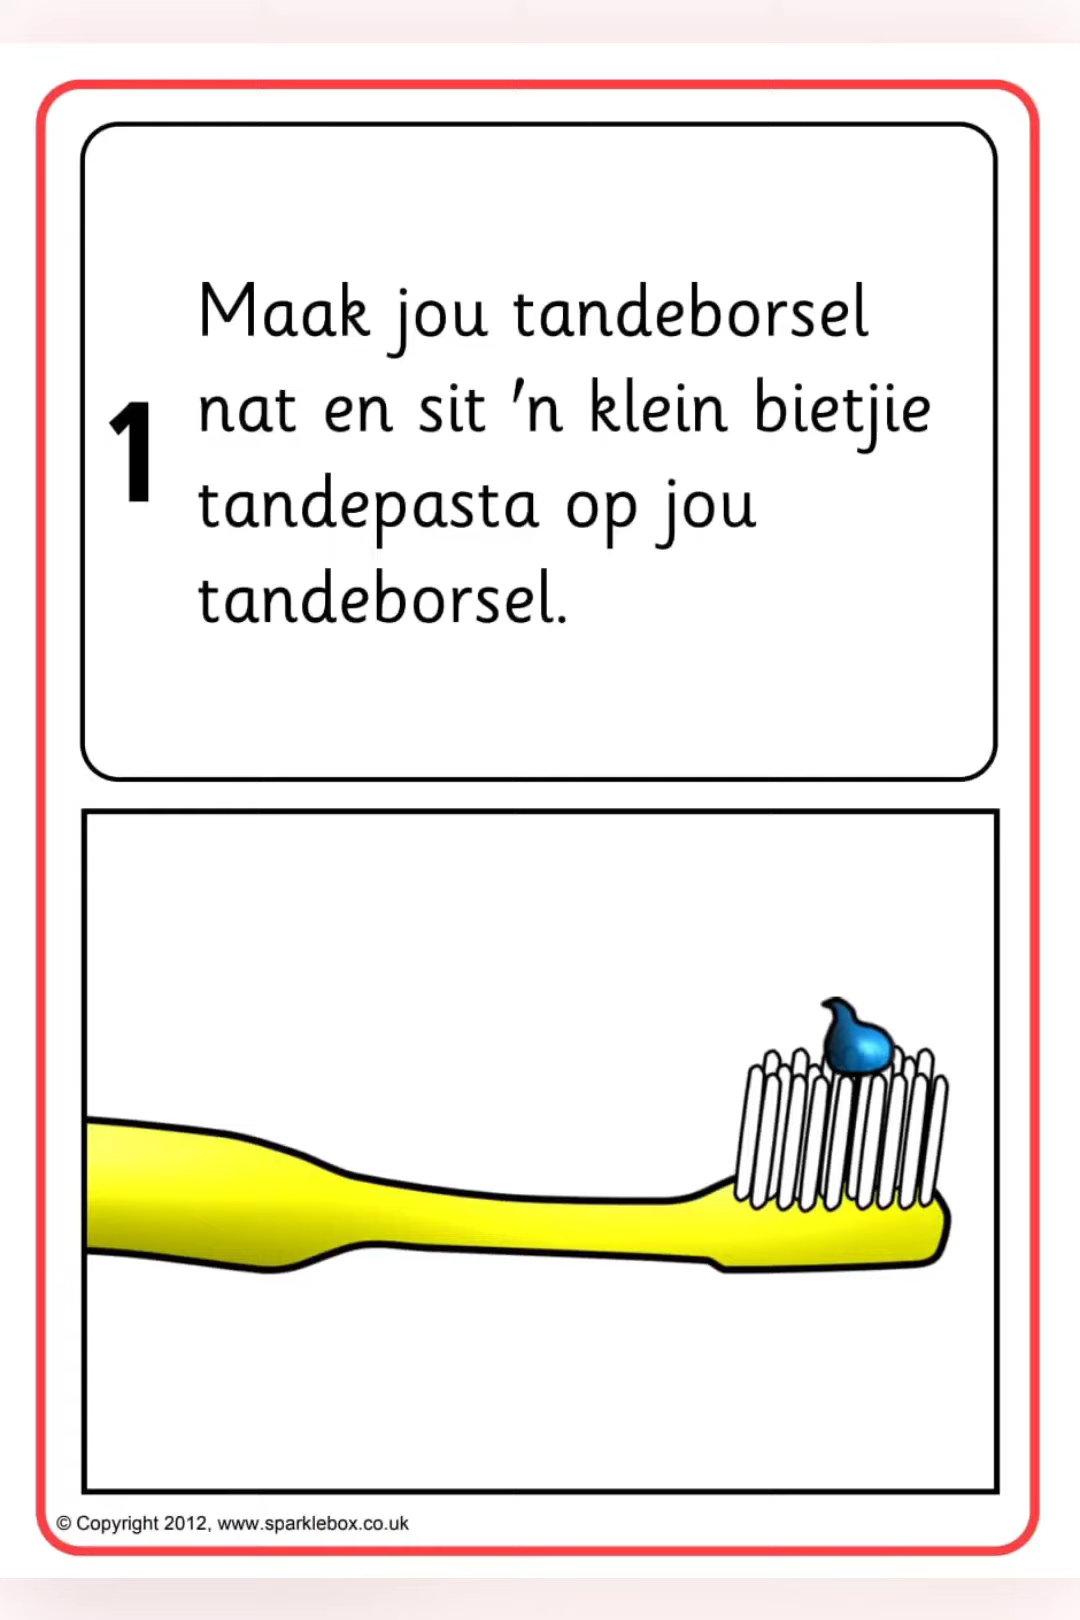 1
Maak jou tandeborsel
nat en sit 'n klein bietjie
tandepasta op jou
tandeborsel.
© Copyright 2012, www.sparklebox.co.uk